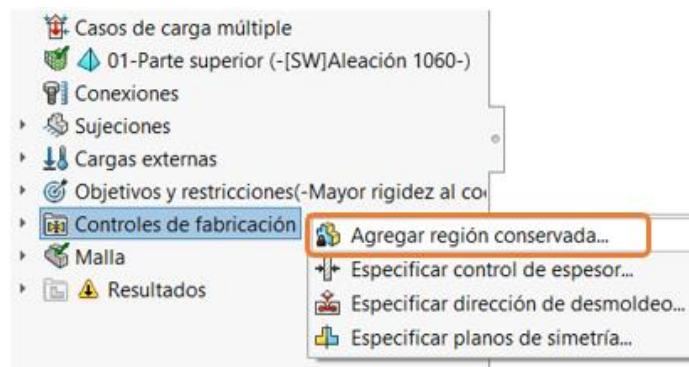 Casos de carga múltiple
01-Parte superior (-[SW]Aleación 1060-)
Conexiones
Sujeciones
Cargas externas
Objetivos y restricciones(-Mayor rigidez al
Controles de fabricación
Agregar región conservada...
Malla
Especificar control de espesor...
Resultados
Especificar dirección de desmoldeo...
Especificar planos de simetría...